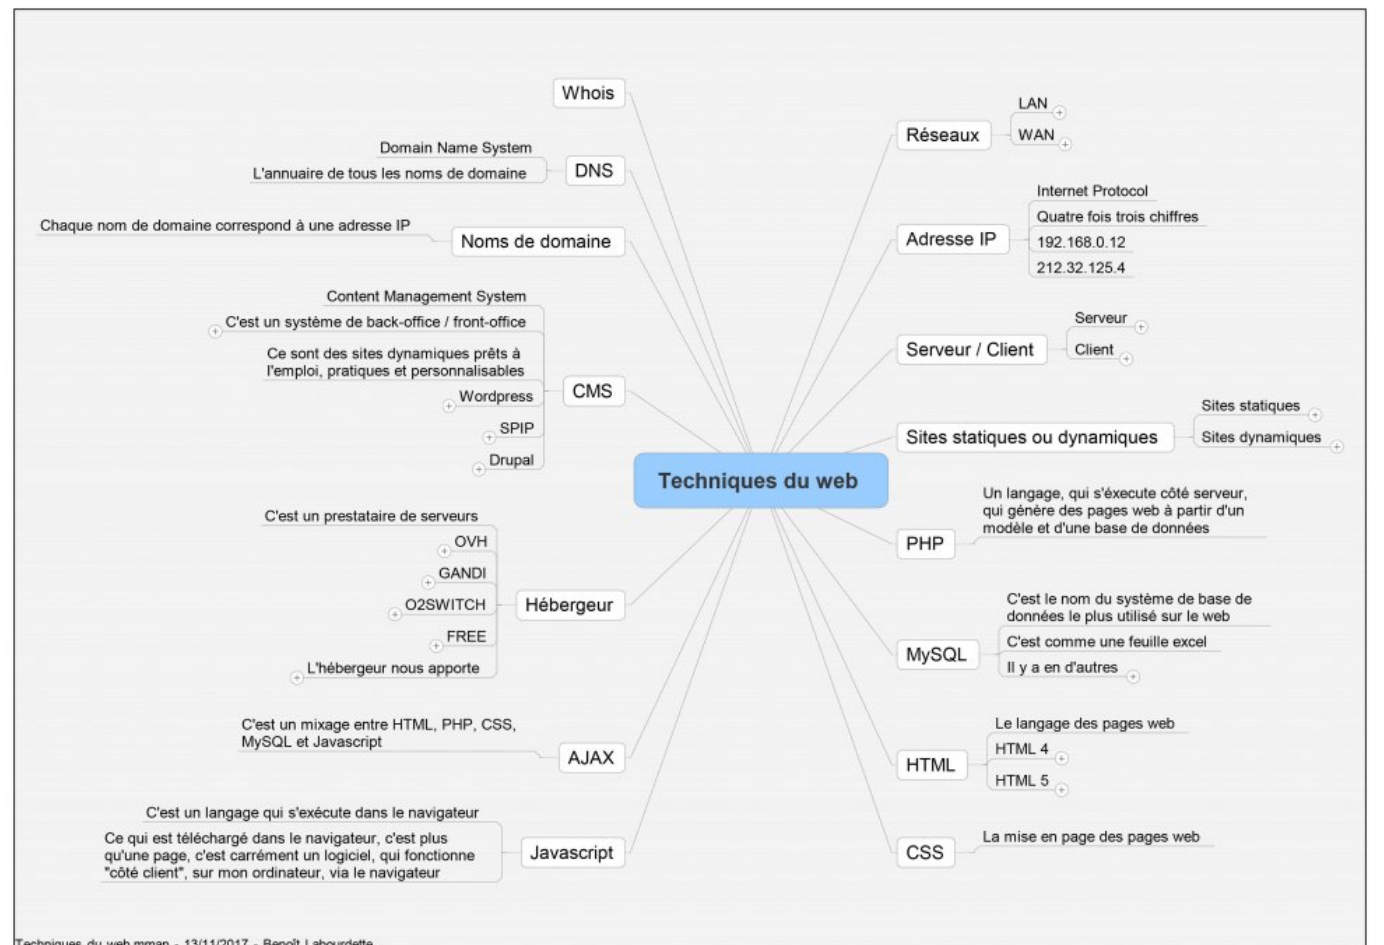 Techniques du web
Réseaux
LAN
WAN
Adresse IP
Internet Protocol
Quatre fois trois chiffres
192.168.0.12
212.32.125.4
Serveur / Client
Serveur
Client
Sites statiques ou dynamiques
Sites statiques
Sites dynamiques
PHP
Un langage, qui s'éxecute côté serveur,
qui génère des pages web à partir d'un
modèle et d'une base de données
MySQL
C'est le nom du système de base de
données le plus utilisé sur le web
C'est comme une feuille excel
Il y a en d'autres
HTML
Le langage des pages web
HTML 4
HTML 5
CSS
La mise en page des pages web
Whois
DNS
Domain Name System
L'annuaire de tous les noms de domaine
Noms de domaine
Chaque nom de domaine correspond à une adresse IP
CMS
Content Management System
C'est un système de back-office / front-office
Ce sont des sites dynamiques prêts à
l'emploi, pratiques et personnalisables
Wordpress
SPIP
Drupal
Hébergeur
C'est un prestataire de serveurs
OVH
GANDI
O2SWITCH
FREE
L'hébergeur nous apporte
AJAX
C'est un mixage entre HTML, PHP, CSS,
MySQL et Javascript
Javascript
C'est un langage qui s'exécute dans le navigateur
Ce qui est téléchargé dans le navigateur, c'est plus
qu'une page, c'est carrément un logiciel, qui fonctionne
"côté client", sur mon ordinateur, via le navigateur
Techniques du web.mmap - 13/11/2017 - Benoît Labourdette